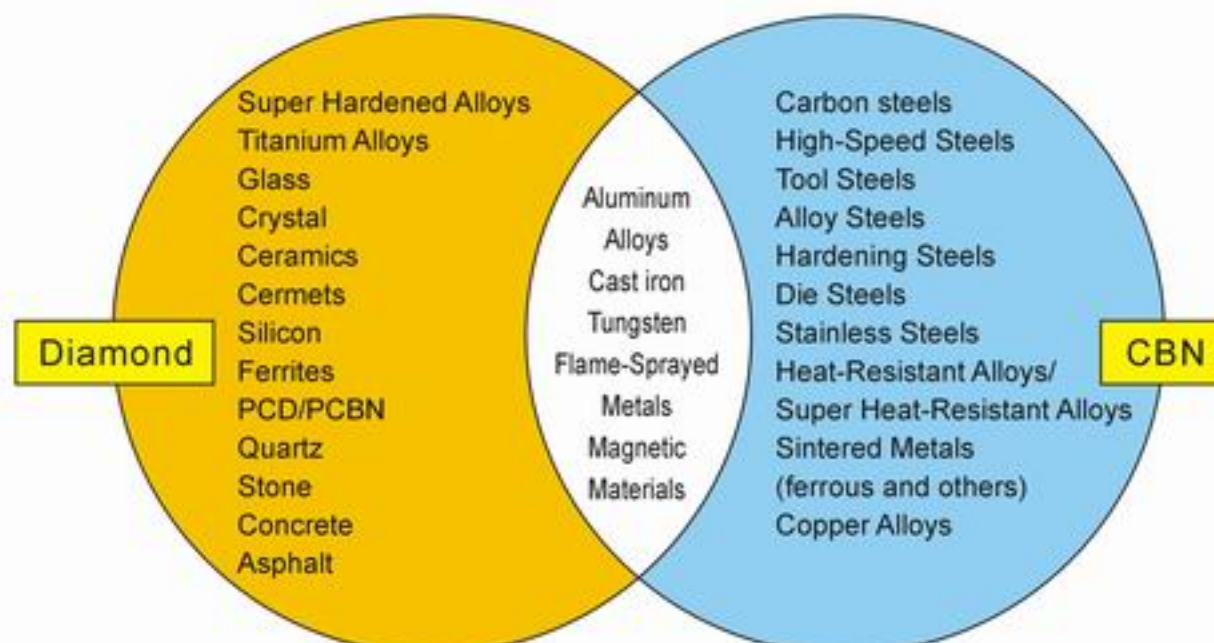 Diamond
Super Hardened Alloys
Titanium Alloys
Glass
Crystal
Ceramics
Cermets
Silicon
Ferrites
PCD/PCBN
Quartz
Stone
Concrete
Asphalt
Aluminum
Alloys
Cast iron
Tungsten
Flame-Sprayed
Metals
Magnetic
Materials
Carbon steels
High-Speed Steels
Tool Steels
Alloy Steels
Hardening Steels
Die Steels
Stainless Steels
Heat-Resistant Alloys/
Super Heat-Resistant Alloys
Sintered Metals
(ferrous and others)
Copper Alloys
CBN